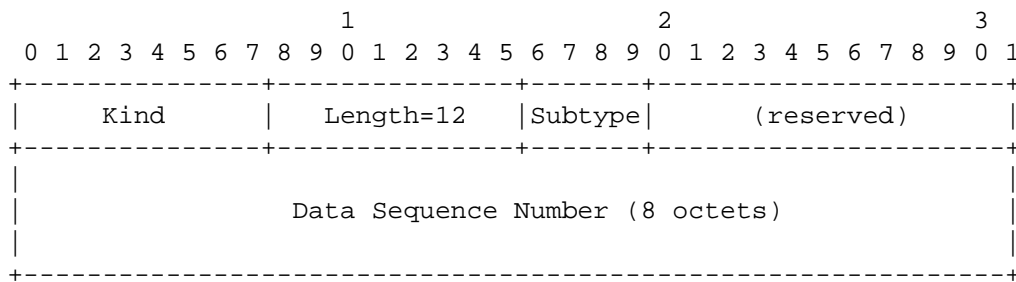 1                   2                   3
 0 1 2 3 4 5 6 7 8 9 0 1 2 3 4 5 6 7 8 9 0 1 2 3 4 5 6 7 8 9 0 1
+---------------+---------------+-------+----------------------+
|     Kind      |   Length=12   |Subtype|      (reserved)      |
+---------------+---------------+-------+----------------------+
|                                                              |
|                 Data Sequence Number (8 octets)              |
|                                                              |
+--------------------------------------------------------------+